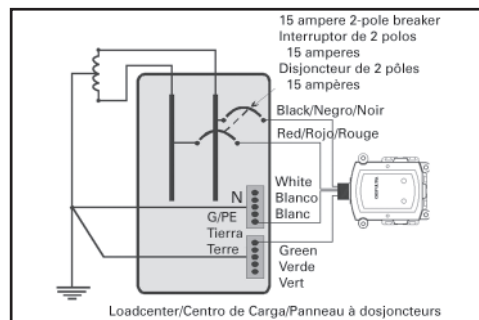 15 ampere 2-pole breaker
Interruptor de 2 polos
15 amperes
Disjoncteur de 2 pôles
15 ampères
Black/Negro/Noir
Red/Rojo/Rouge
N
White
Blanco
Blanc
G/PE
Tierra
Terre
Green
Verde
Vert
Loadcenter/Centro de Carga/Panneau à dosjoncteurs